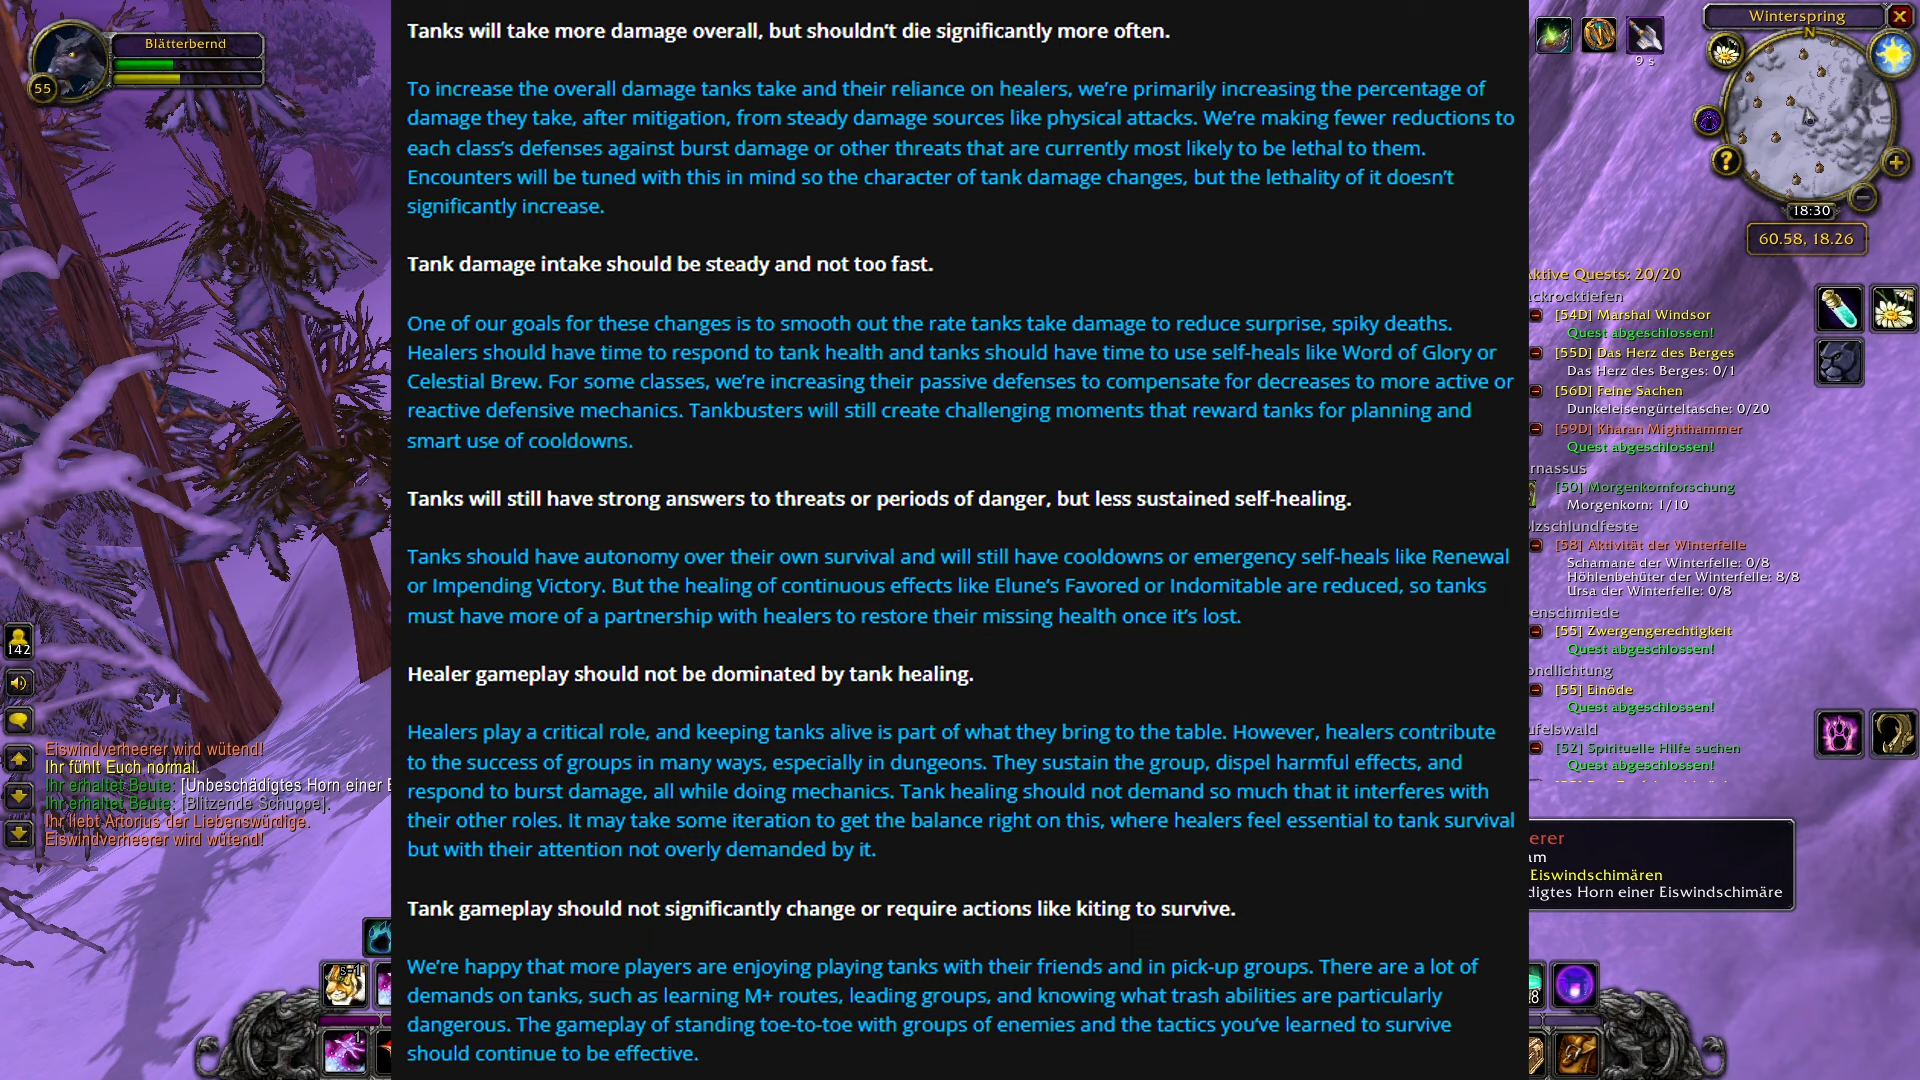 Blätterbernd
55
Tanks will take more damage overall, but shouldn't die significantly more often.
To increase the overall damage tanks take and their reliance on healers, we're primarily increasing the percentage of
damage they take, after mitigation, from steady damage sources like physical attacks. We're making fewer reductions to
each class's defenses against burst damage or other threats that are currently most likely to be lethal to them.
Encounters will be tuned with this in mind so the character of tank damage changes, but the lethality of it doesn't
significantly increase.
Tank damage intake should be steady and not too fast.
One of our goals for these changes is to smooth out the rate tanks take damage to reduce surprise, spiky deaths.
Healers should have time to respond to tank health and tanks should have time to use self-heals like Word of Glory or
Celestial Brew. For some classes, we're increasing their passive defenses to compensate for decreases to more active or
reactive defensive mechanics. Tankbusters will still create challenging moments that reward tanks for planning and
smart use of cooldowns.
Tanks will still have strong answers to threats or periods of danger, but less sustained self-healing.
Tanks should have autonomy over their own survival and will still have cooldowns or emergency self-heals like Renewal
or Impending Victory. But the healing of continuous effects like Elune's Favored or Indomitable are reduced, so tanks
must have more of a partnership with healers to restore their missing health once it's lost.
Healer gameplay should not be dominated by tank healing.
Healers play a critical role, and keeping tanks alive is part of what they bring to the table. However, healers contribute
to the success of groups in many ways, especially in dungeons. They sustain the group, dispel harmful effects, and
respond to burst damage, all while doing mechanics. Tank healing should not demand so much that it interferes with
their other roles. It may take some iteration to get the balance right on this, where healers feel essential to tank survival
but with their attention not overly demanded by it.
Tank gameplay should not significantly change or require actions like kiting to survive.
We're happy that more players are enjoying playing tanks with their friends and in pick-up groups. There are a lot of
demands on tanks, such as learning M+ routes, leading groups, and knowing what trash abilities are particularly
dangerous. The gameplay of standing toe-to-toe with groups of enemies and the tactics you've learned to survive
should continue to be effective.
142
Eiswindverheerer wird wütend!
Ihr fühlt Euch normal.
Ihr erhaltet Beute: [Unbeschädigtes Horn einer E
Ihr erhaltet Beute: [Blitzende Schuppe].
Ihr liebt Artorius der Liebenswürdige.
Eiswindverheerer wird wütend!
s-1
1
9 s
Winterspring
N
18:30
60.58, 18.26
Aktive Quests: 20/20
ackrocktiefen
[54D] Marshal Windsor
Quest abgeschlossen!
[55D] Das Herz des Berges
Das Herz des Berges: 0/1
[56D] Feine Sachen
Dunkeleisengürteltasche: 0/20
[59D] Kharan Mighthammer
Quest abgeschlossen!
rnassus
[50] Morgenkornforschung
Morgenkorn: 1/10
lzschlundfeste
[58] Aktivität der Winterfelle
Schamane der Winterfelle: 0/8
Höhlenbehüter der Winterfelle: 8/8
Ursa der Winterfelle: 0/8
enschmiede
[55] Zwergengerechtigkeit
Quest abgeschlossen!
ondlichtung
[55] Einöde
Quest abgeschlossen!
ufelswald
[52] Spirituelle Hilfe suchen
Quest abgeschlossen!
erer
am
Eiswindschimären
digtes Horn einer Eiswindschimäre
8